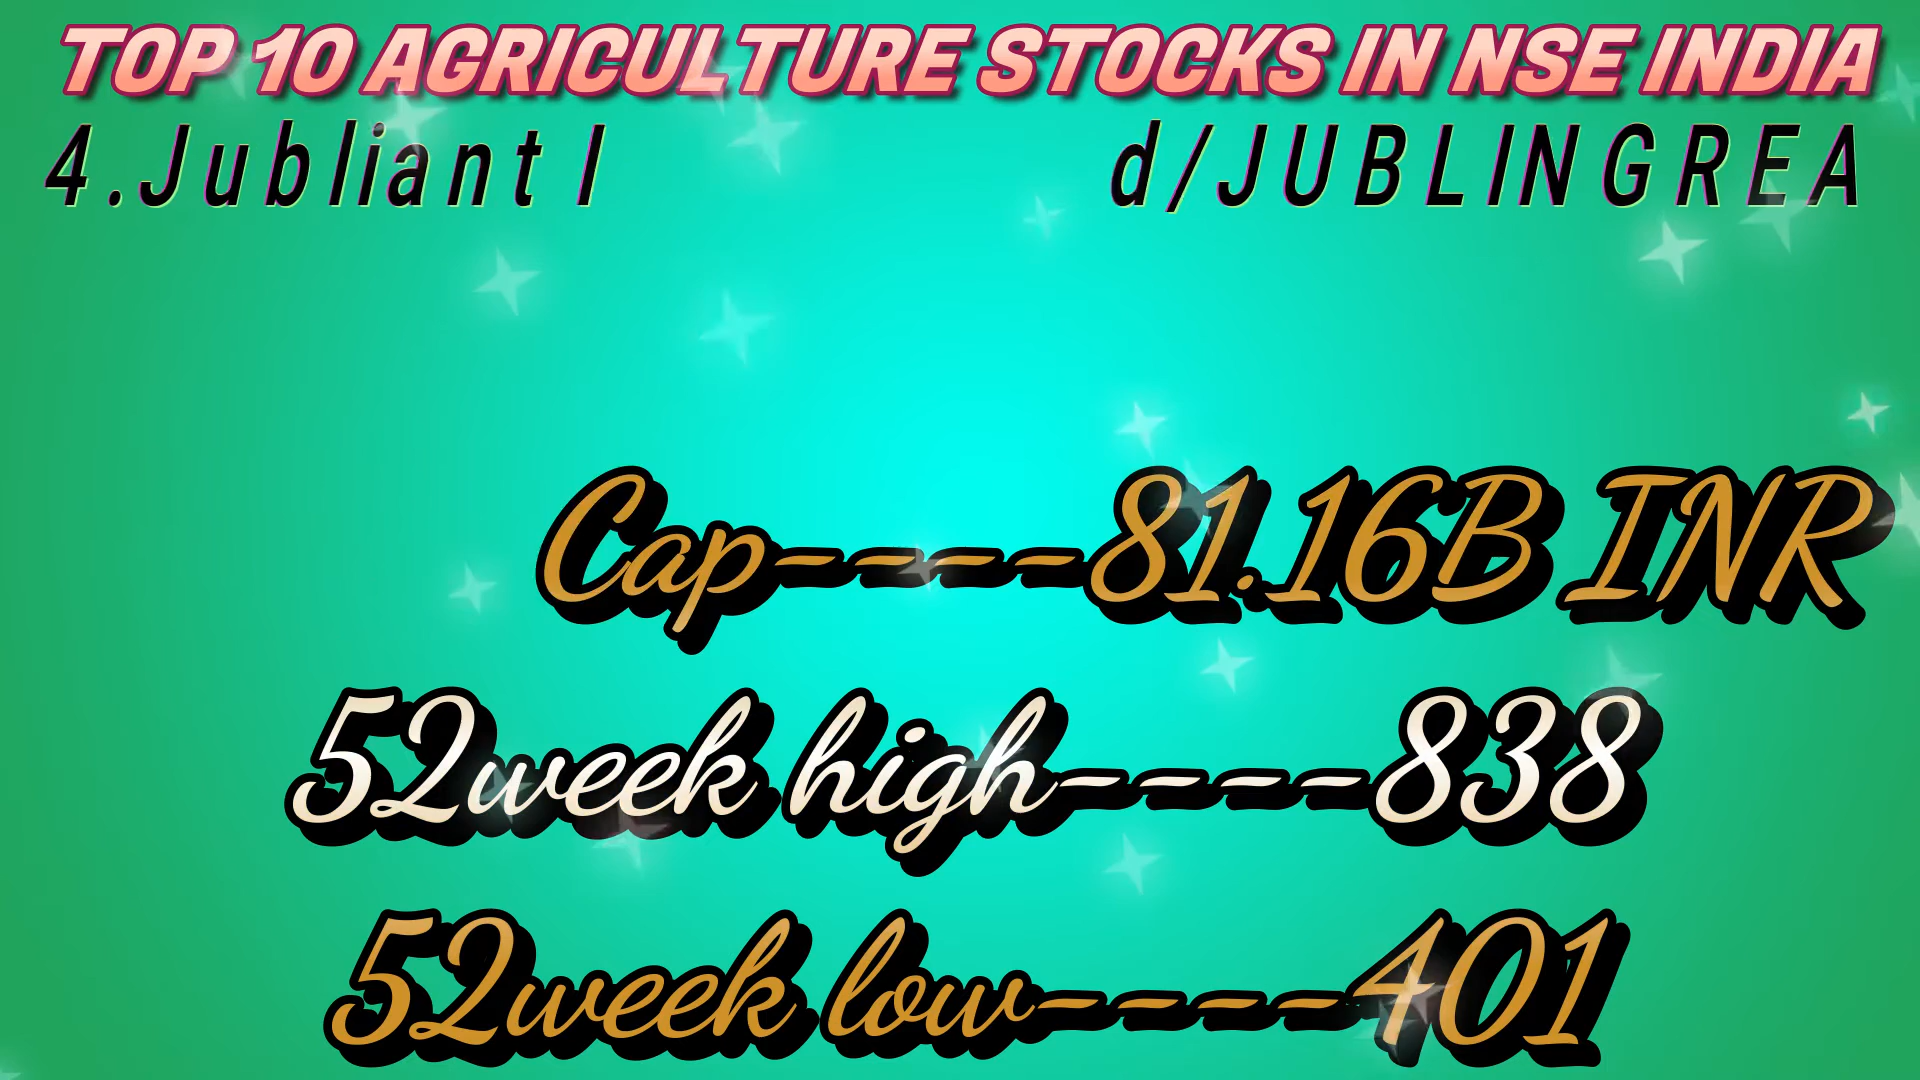 TOP 10 AGRICULTURE STOCKS IN NSE INDIA
4.Jubliant I d/JUBLINGREA
Cap----81.16B INR
52week high----838
52week low----401